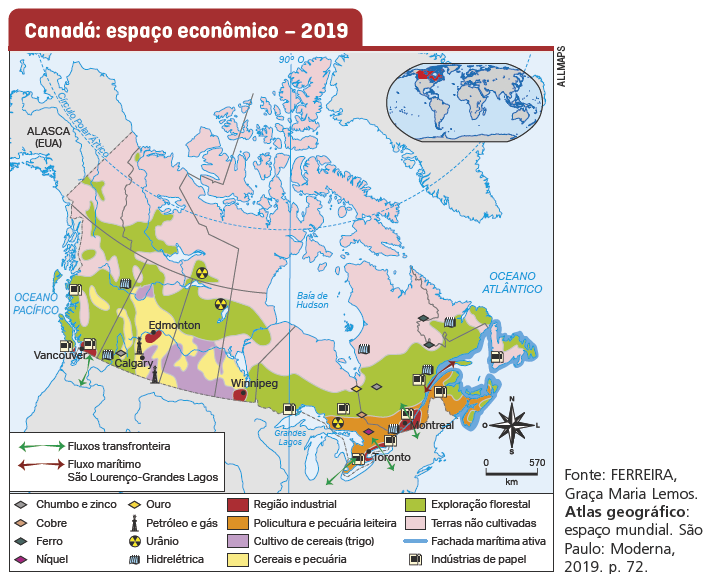 Canadá: espaço econômico – 2019
ALLMAPS
90° O
Círculo Polar Ártico
ALASCA
(EUA)
OCEANO
PACÍFICO
OCEANO
ATLÂNTICO
Baía de
Hudson
Edmonton
Vancouver
Calgary
Winnipeg
Grandes
Lagos
Montreal
Toronto
N
O
L
S
0
570
km
Fluxos transfronteira
Fluxo marítimo
São Lourenço-Grandes Lagos
Chumbo e zinco
Cobre
Ferro
Níquel
Ouro
Petróleo e gás
Urânio
Hidrelétrica
Região industrial
Policultura e pecuária leiteira
Cultivo de cereais (trigo)
Cereais e pecuária
Exploração florestal
Terras não cultivadas
Fachada marítima ativa
Indústrias de papel
Fonte: FERREIRA,
Graça Maria Lemos.
Atlas geográfico:
espaço mundial. São
Paulo: Moderna,
2019. p. 72.